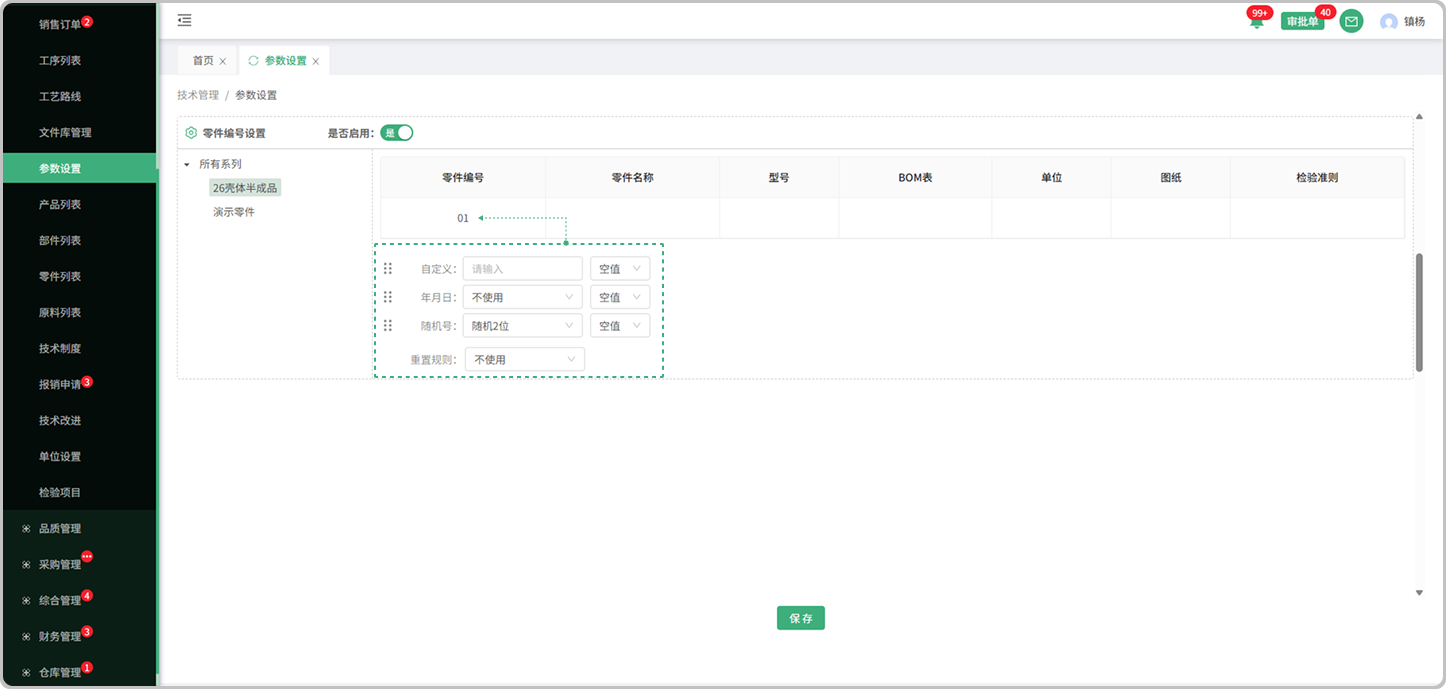 销售订单 2
工序列表
工艺路线
文件库管理
参数设置
产品列表
部件列表
零件列表
原料列表
技术制度
报销申请 3
技术改进
单位设置
检验项目
品质管理
采购管理
综合管理 4
财务管理 3
仓库管理 1
99+ 审批单 40 镇杨
首页 × 参数设置 ×
技术管理 / 参数设置
零件编号设置 是否启用: 是
所有系列
26壳体半成品
演示零件
零件编号 零件名称 型号 BOM表 单位 图纸 检验准则
01
自定义: 请输入 空值
年月日: 不使用 空值
随机号: 随机2位 空值
重置规则: 不使用
保存